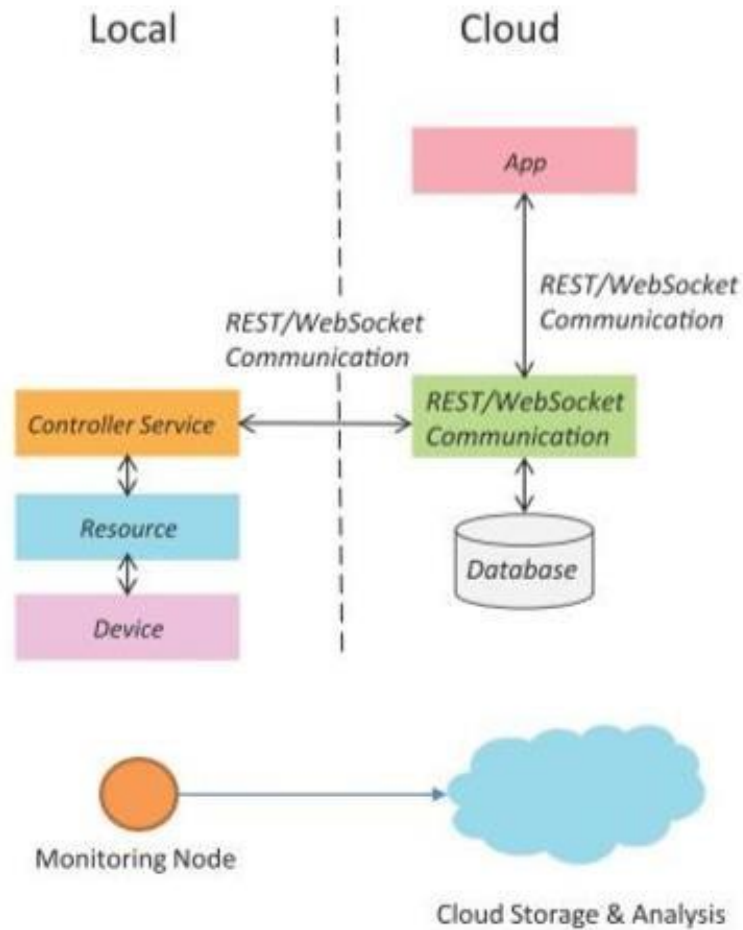 Local
Cloud
App
REST/WebSocket
Communication
REST/WebSocket
Communication
Controller Service
REST/WebSocket
Communication
Resource
Database
Device
Monitoring Node
Cloud Storage & Analysis